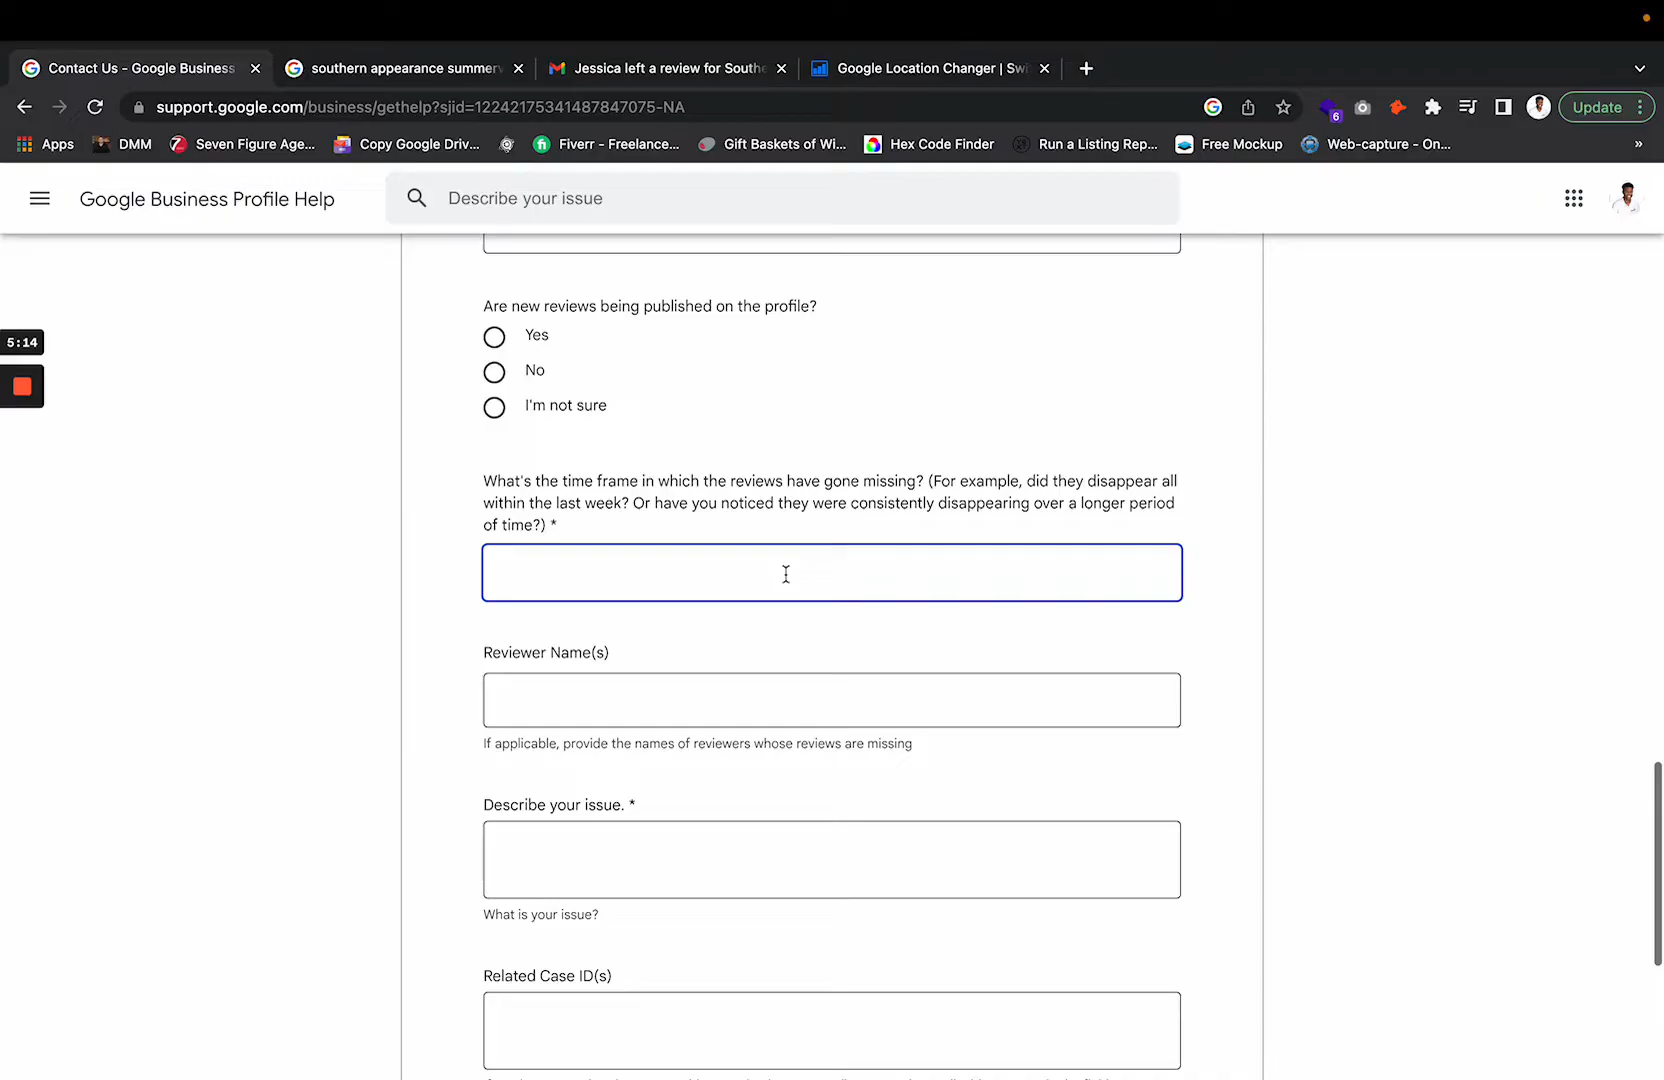 Contact Us - Google Business
southern appearance summerv
Jessica left a review for Southe
Google Location Changer | Swi
support.google.com/business/gethelp?sjid=12242175341487847075-NA
6
Update
Apps
DMM
Seven Figure Age...
Copy Google Driv...
Fiverr - Freelance...
Gift Baskets of Wi...
Hex Code Finder
Run a Listing Rep...
Free Mockup
Web-capture - On...
»
Google Business Profile Help
Describe your issue
Are new reviews being published on the profile?
Yes
5:14
No
I'm not sure
What's the time frame in which the reviews have gone missing? (For example, did they disappear all
within the last week? Or have you noticed they were consistently disappearing over a longer period
of time?) *
Reviewer Name(s)
If applicable, provide the names of reviewers whose reviews are missing
Describe your issue. *
What is your issue?
Related Case ID(s)